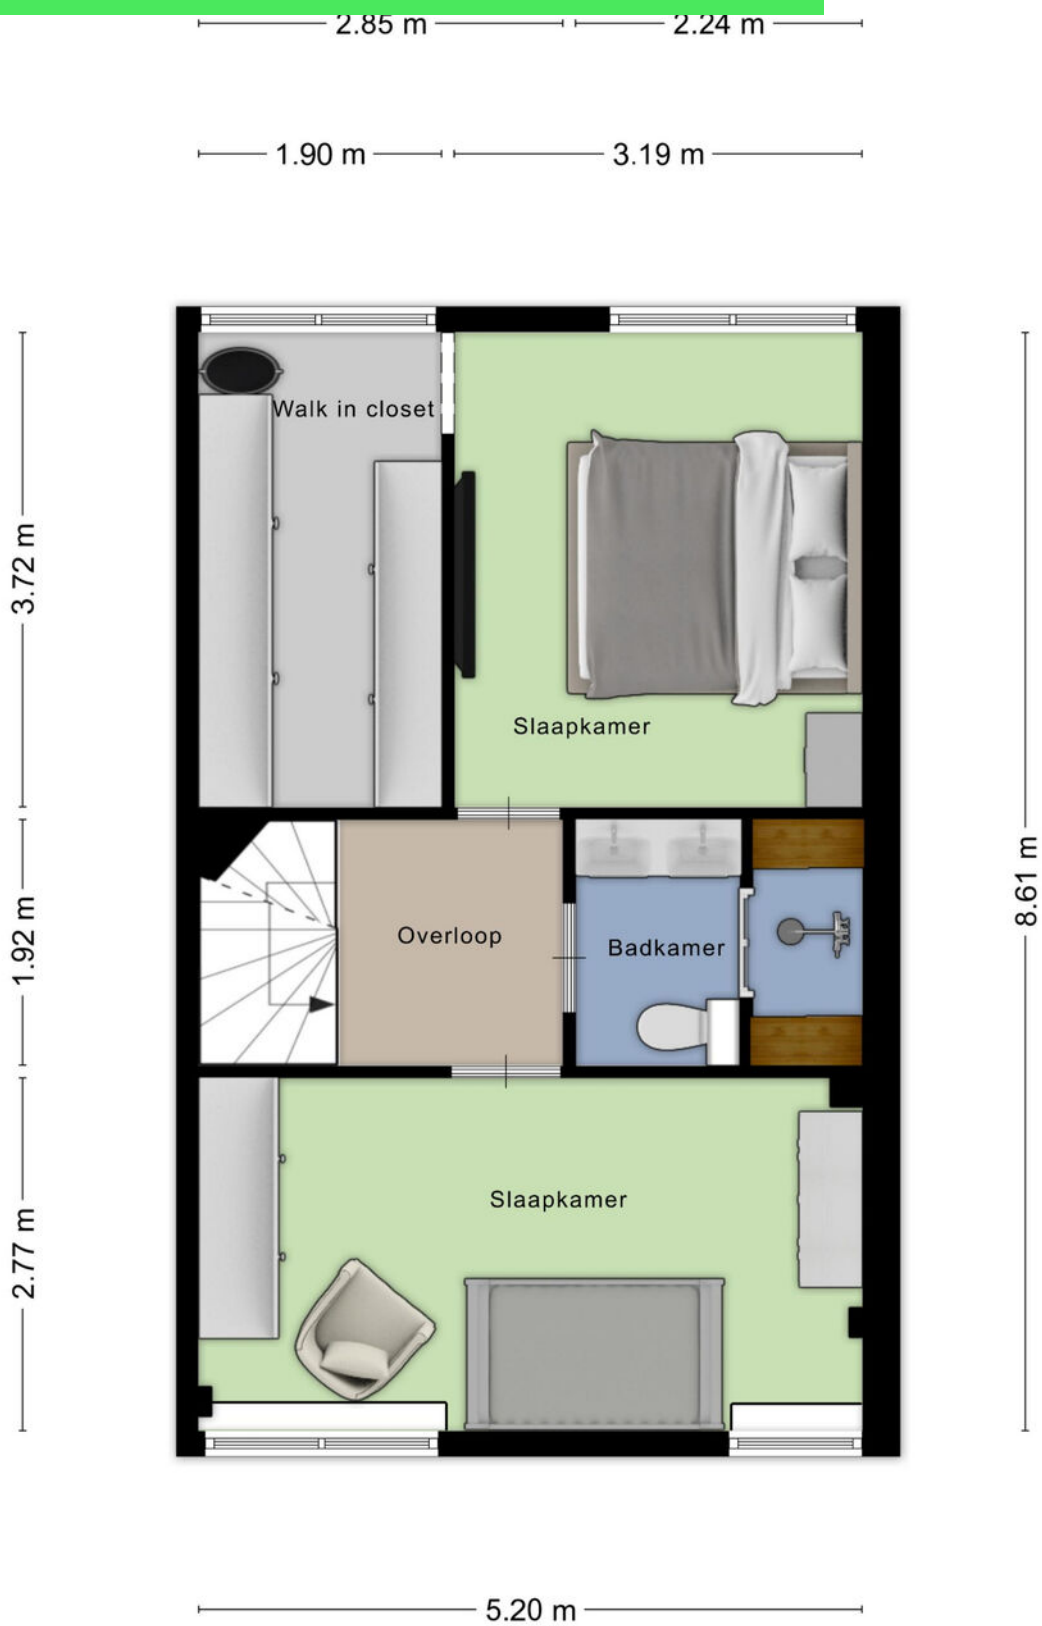 2.85 m
2.24 m
1.90 m
3.19 m
Walk in closet
3.72 m
Slaapkamer
8.61 m
1.92 m
Overloop
Badkamer
2.77 m
Slaapkamer
5.20 m